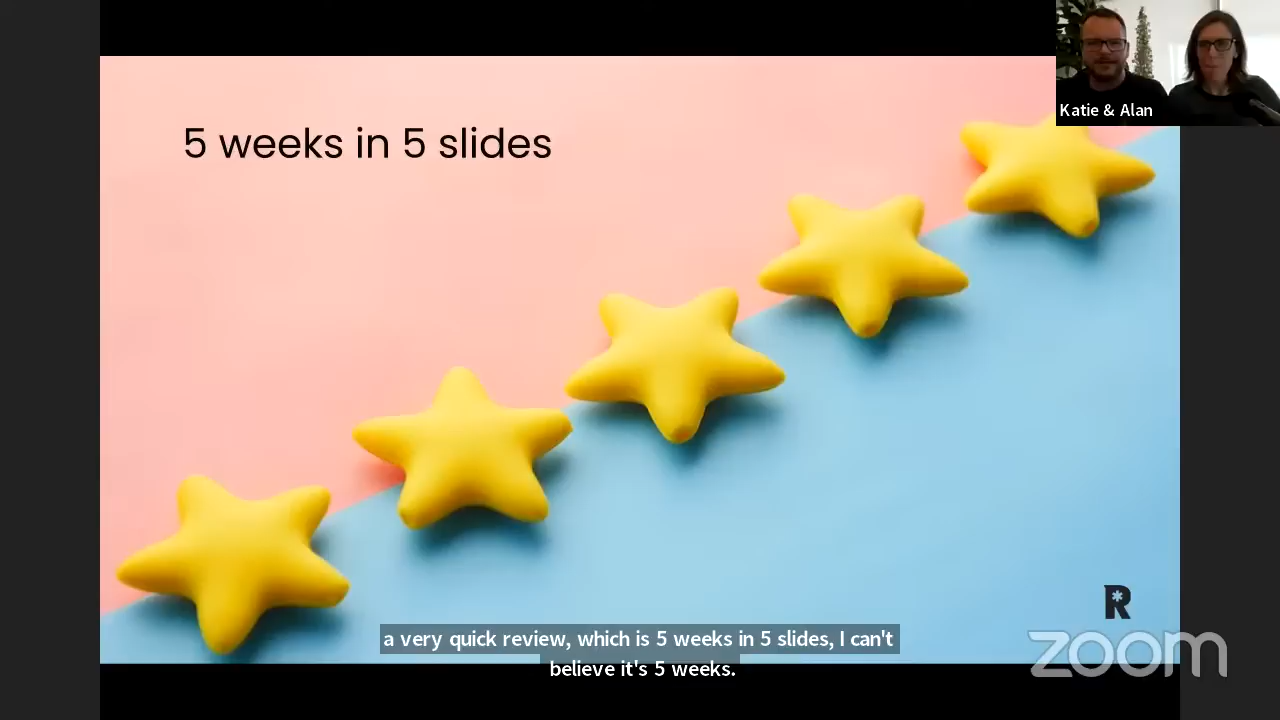 Katie & Alan
5 weeks in 5 slides
R
a very quick review, which is 5 weeks in 5 slides, I can't
believe it's 5 weeks.
zoom